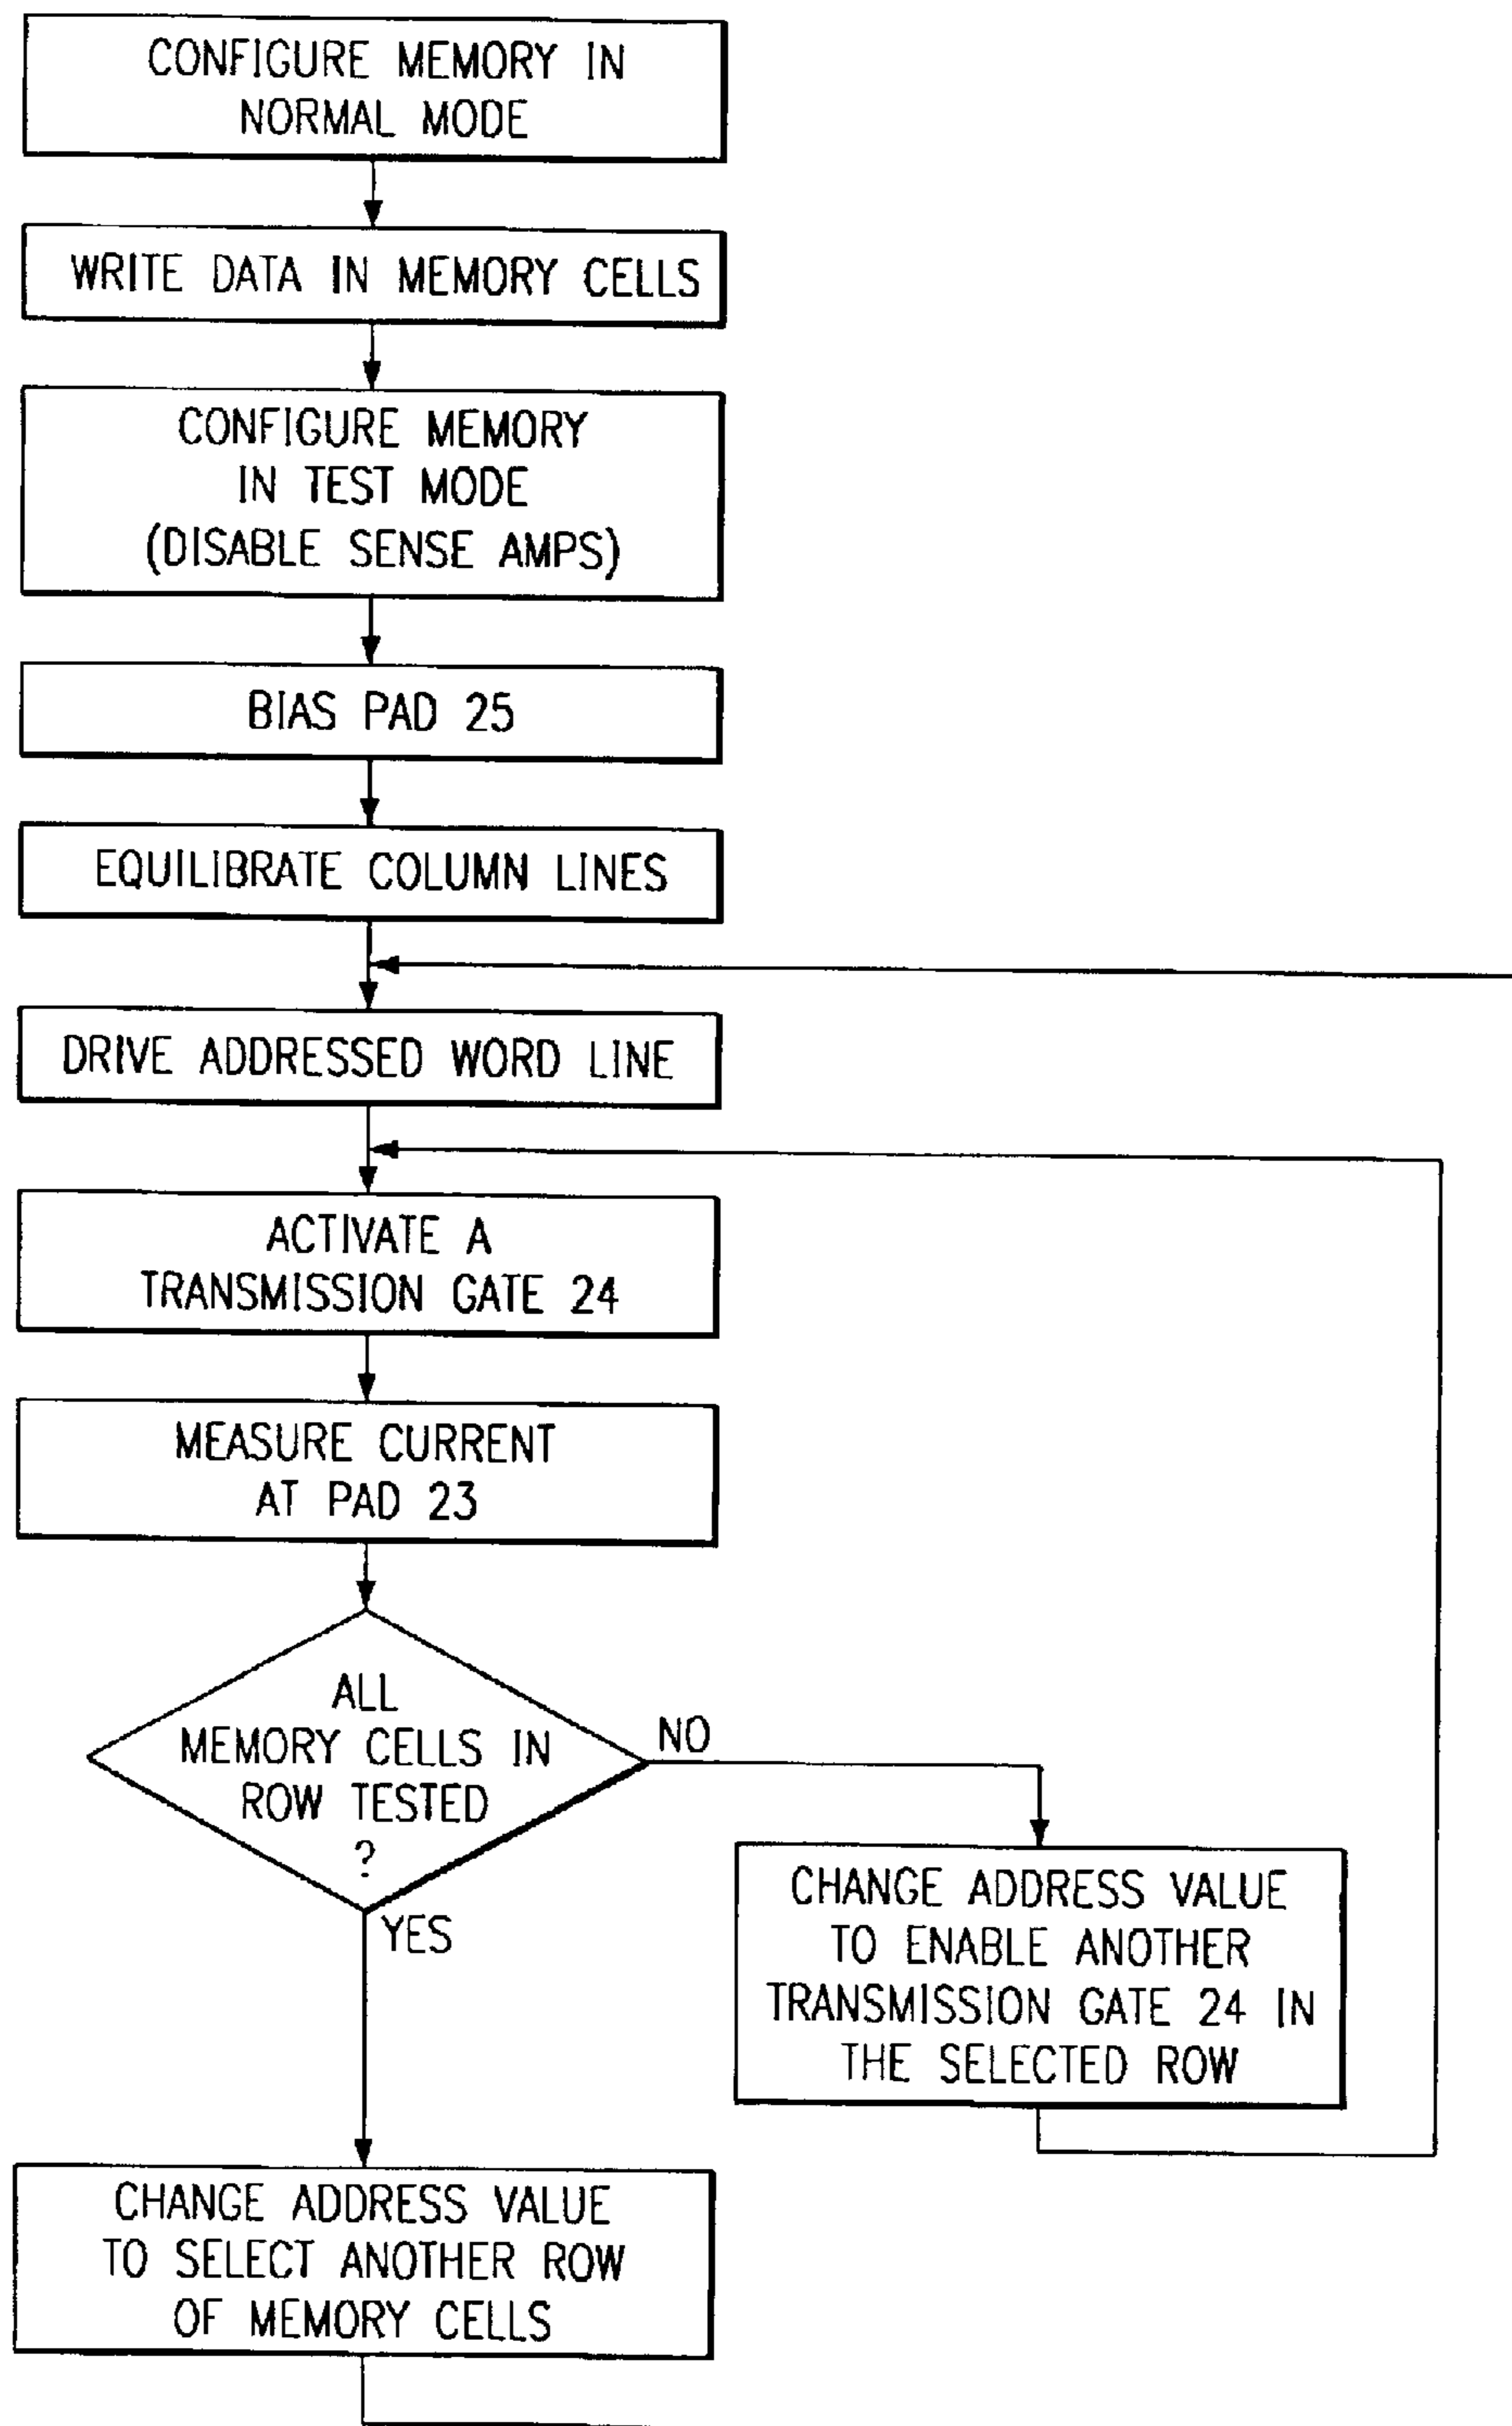 CONFIGURE MEMORY IN
NORMAL MODE
WRITE DATA IN MEMORY CELLS
CONFIGURE MEMORY
IN TEST MODE
(DISABLE SENSE AMPS)
BIAS PAD 25
EQUILIBRATE COLUMN LINES
DRIVE ADDRESSED WORD LINE
ACTIVATE A
TRANSMISSION GATE 24
MEASURE CURRENT
AT PAD 23
ALL
MEMORY CELLS IN
ROW TESTED
?
NO
YES
CHANGE ADDRESS VALUE
TO ENABLE ANOTHER
TRANSMISSION GATE 24 IN
THE SELECTED ROW
CHANGE ADDRESS VALUE
TO SELECT ANOTHER ROW
OF MEMORY CELLS